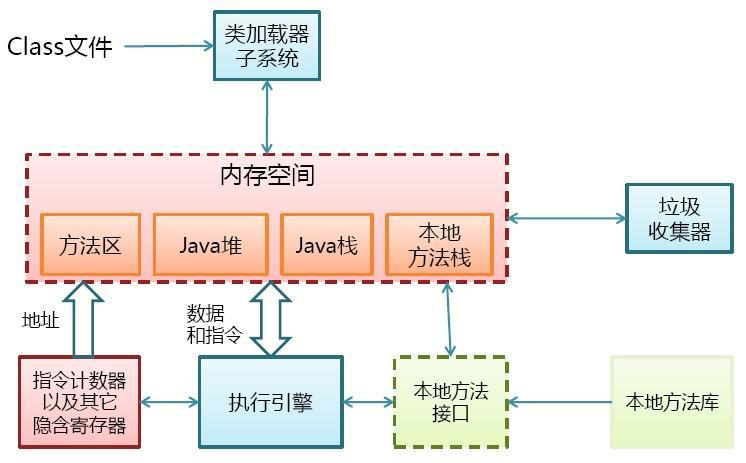 Class文件
类加载器
子系统
内存空间
方法区
Java堆
Java栈
本地
方法栈
垃圾
收集器
地址
数据
和指令
指令计数器
以及其它
隐含寄存器
执行引擎
本地方法
接口
本地方法库